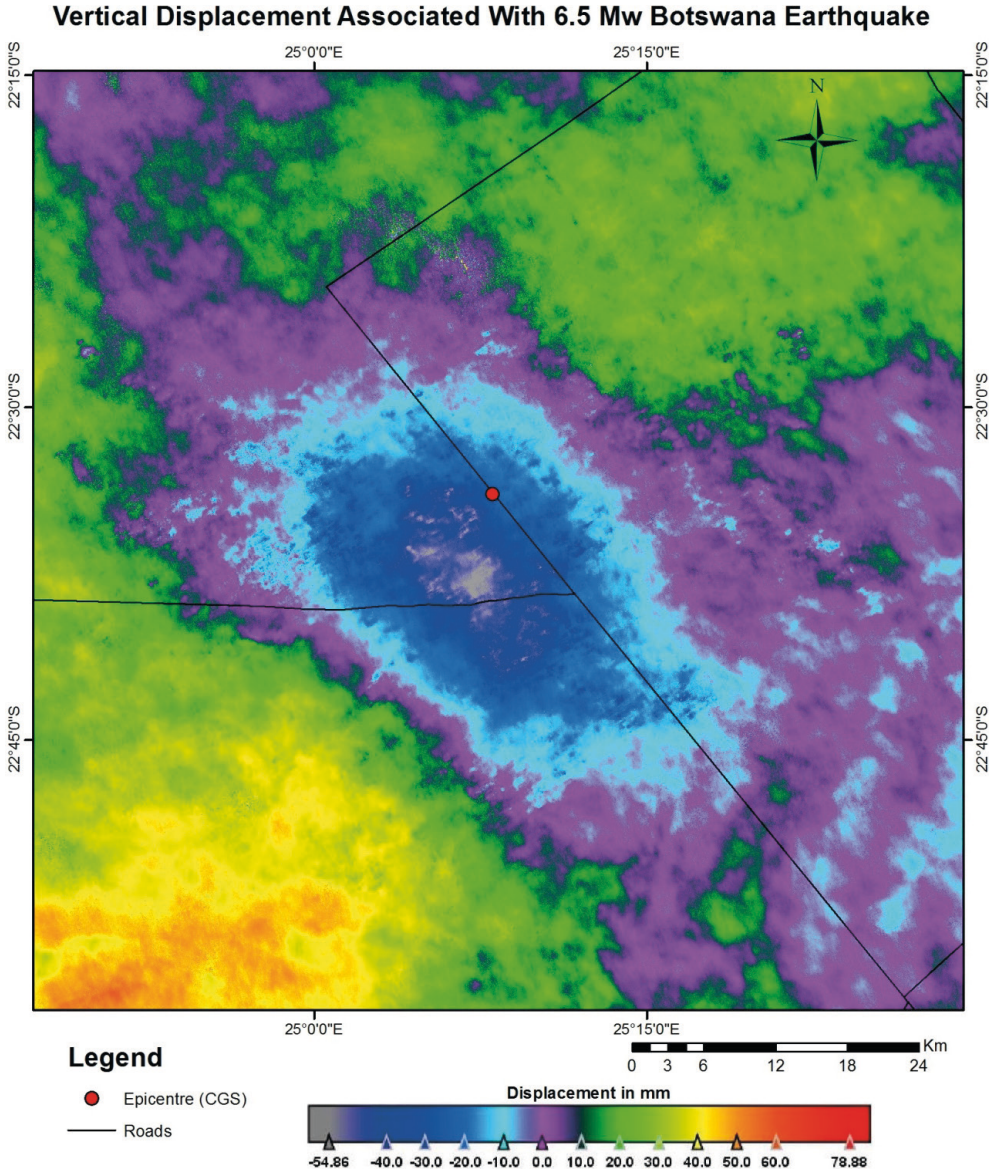 Vertical Displacement Associated With 6.5 Mw Botswana Earthquake
25°0'0"E 25°15'0"E
22°15'0"S 22°15'0"S
N
22°30'0"S 22°30'0"S
22°45'0"S 22°45'0"S
25°0'0"E 25°15'0"E
Legend
Epicentre (CGS)
Roads
Km
0 3 6 12 18 24
Displacement in mm
-54.86 -40.0 -30.0 -20.0 -10.0 0.0 10.0 20.0 30.0 40.0 50.0 60.0 78.88